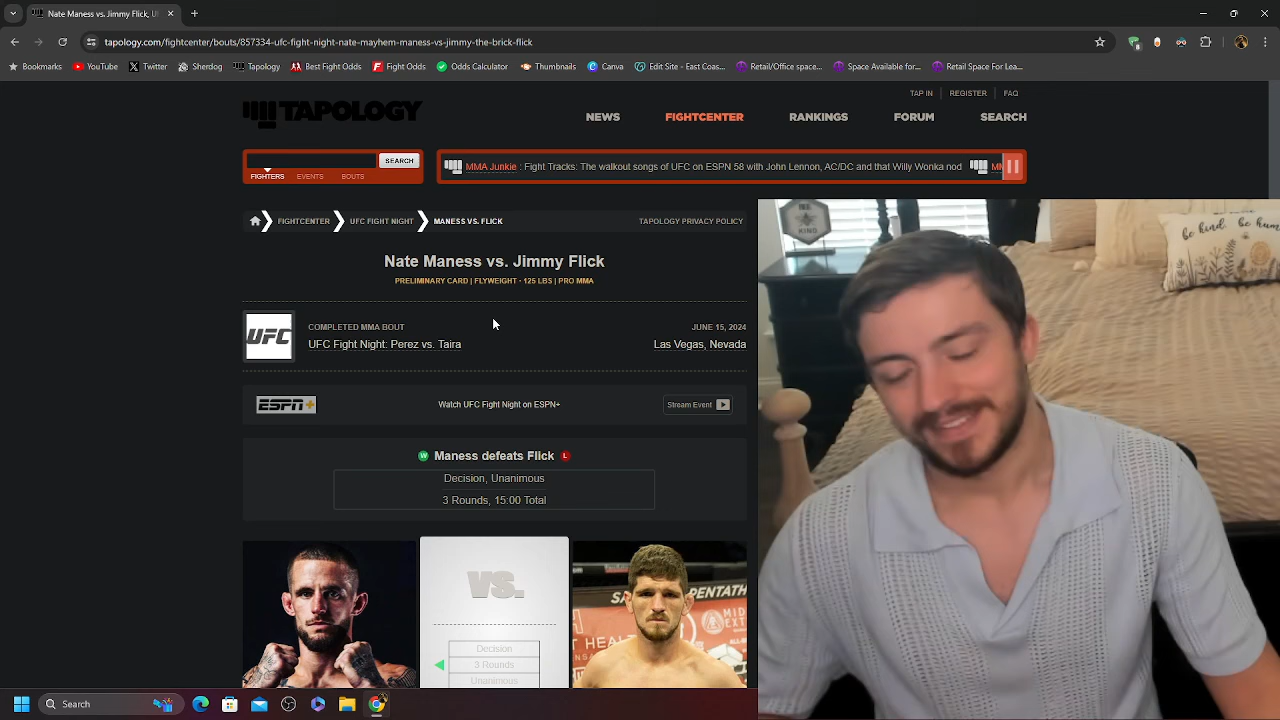 Nate Maness vs. Jimmy Flick, U
tapology.com/fightcenter/bouts/857334-ufc-fight-night-nate-mayhem-maness-vs-jimmy-the-brick-flick
Bookmarks YouTube Twitter Sherdog Tapology Best Fight Odds Fight Odds Odds Calculator Thumbnails Canva Edit Site - East Coas... Retail/Office space... Space Available for... Retail Space For Lea...
TAP IN REGISTER FAQ
TAPOLOGY
NEWS FIGHTCENTER RANKINGS FORUM SEARCH
SEARCH
MMA Junkie : Fight Tracks: The walkout songs of UFC on ESPN 58 with John Lennon, AC/DC and that Willy Wonka nod
FIGHTERS EVENTS BOUTS
FIGHTCENTER UFC FIGHT NIGHT MANESS VS. FLICK TAPOLOGY PRIVACY POLICY
Nate Maness vs. Jimmy Flick
PRELIMINARY CARD | FLYWEIGHT · 125 LBS | PRO MMA
UFC
COMPLETED MMA BOUT JUNE 15, 2024
UFC Fight Night: Perez vs. Taira Las Vegas, Nevada
ESPN+ Watch UFC Fight Night on ESPN+ Stream Event
W Maness defeats Flick L
Decision, Unanimous
3 Rounds, 15:00 Total
VS.
Decision
3 Rounds
Unanimous
KING
be kind. be hum
Search